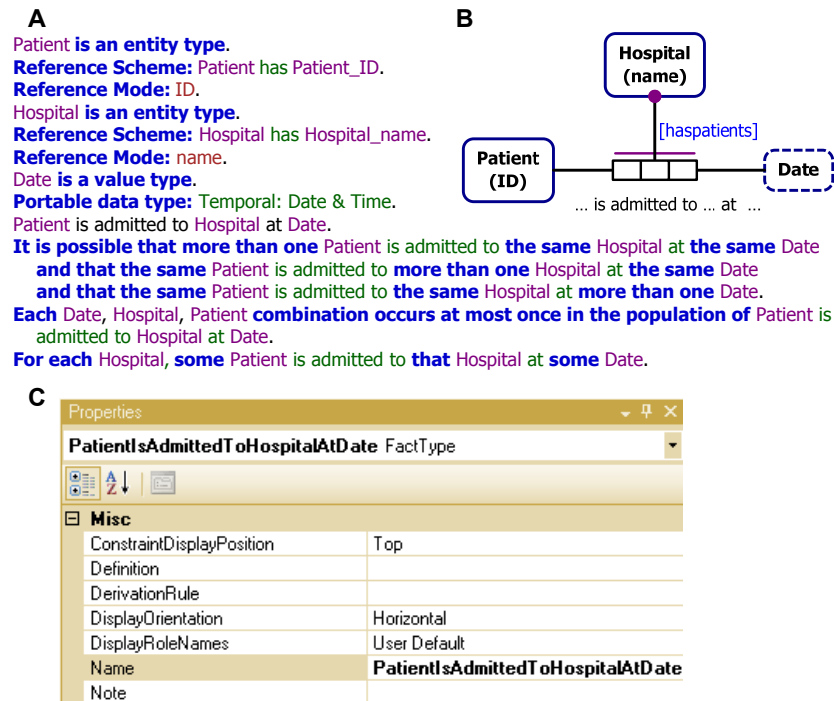 A
Patient is an entity type.
Reference Scheme: Patient has Patient_ID.
Reference Mode: ID.
Hospital is an entity type.
Reference Scheme: Hospital has Hospital_name.
Reference Mode: name.
Date is a value type.
Portable data type: Temporal: Date & Time.
Patient is admitted to Hospital at Date.
It is possible that more than one Patient is admitted to the same Hospital at the same Date
and that the same Patient is admitted to more than one Hospital at the same Date
and that the same Patient is admitted to the same Hospital at more than one Date.
Each Date, Hospital, Patient combination occurs at most once in the population of Patient is
admitted to Hospital at Date.
For each Hospital, some Patient is admitted to that Hospital at some Date.
B
Hospital
(name)
[haspatients]
Patient
(ID)
Date
... is admitted to ... at ...
C
Properties
PatientIsAdmittedToHospitalAtDate FactType
Misc
ConstraintDisplayPosition Top
Definition
DerivationRule
DisplayOrientation Horizontal
DisplayRoleNames User Default
Name PatientIsAdmittedToHospitalAtDate
Note